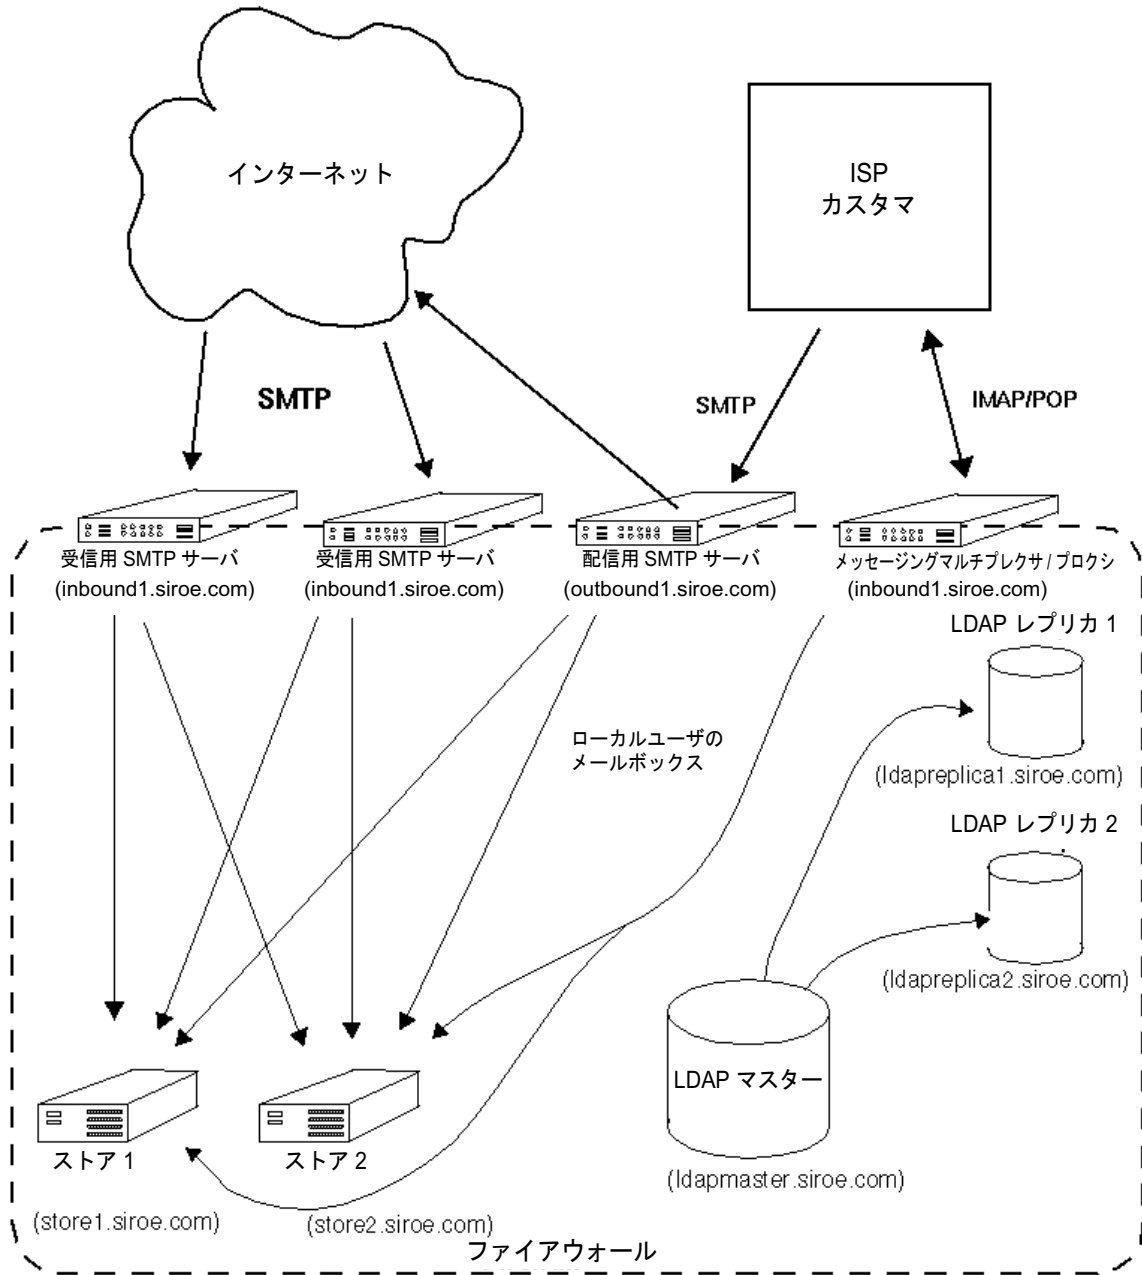 インターネット
ISP
カスタマ
SMTP
SMTP
IMAP/POP
受信用 SMTP サーバ
(inbound1.siroe.com)
受信用 SMTP サーバ
(inbound1.siroe.com)
配信用 SMTP サーバ
(outbound1.siroe.com)
メッセージングマルチプレクサ / プロクシ
(inbound1.siroe.com)
LDAP レプリカ 1
(ldapreplica1.siroe.com)
ローカルユーザの
メールボックス
LDAP レプリカ 2
(ldapreplica2.siroe.com)
LDAP マスター
(ldapmaster.siroe.com)
ストア 1
(store1.siroe.com)
ストア 2
(store2.siroe.com)
ファイアウォール